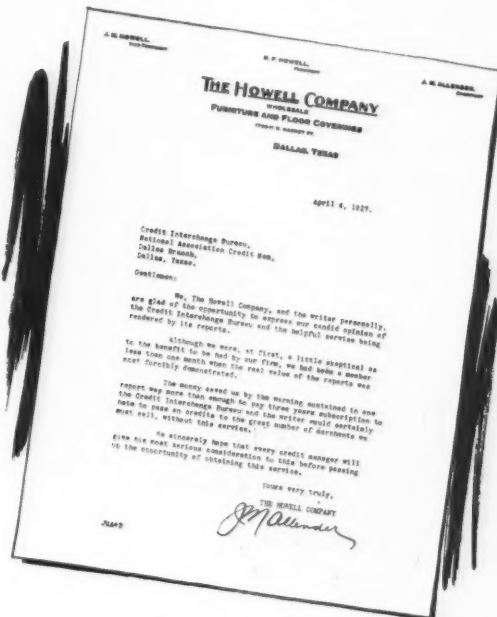 J. G. HOWELL,
R. P. HOWELL,
PRESIDENT
J. M. ALLENDER,
THE HOWELL COMPANY
WHOLESALE
FURNITURE AND FLOOR COVERINGS
MARKET ST.
DALLAS, TEXAS
April 4, 1927.
Credit Interchange Bureau,
National Association Credit Men,
Dallas Branch,
Dallas, Texas.
Gentlemen:
We, The Howell Company, and the writer personally,
are glad of the opportunity to express our candid opinion of
the Credit Interchange Bureau and the helpful service being
rendered by its reports.
Although we were, at first, a little skeptical as
to the benefit to be had by our firm, we had been a member
less than one month when the real value of the reports was
most forcibly demonstrated.
The money saved us by the warning contained in one
report was more than enough to pay three years subscription to
the Credit Interchange Bureau and the writer would certainly
hate to pass on credits to the great number of merchants we
must sell, without this service.
We sincerely hope that every credit manager will
give his most serious consideration to this before passing
up the opportunity of obtaining this service.
Yours very truly,
THE HOWELL COMPANY
JM Allender